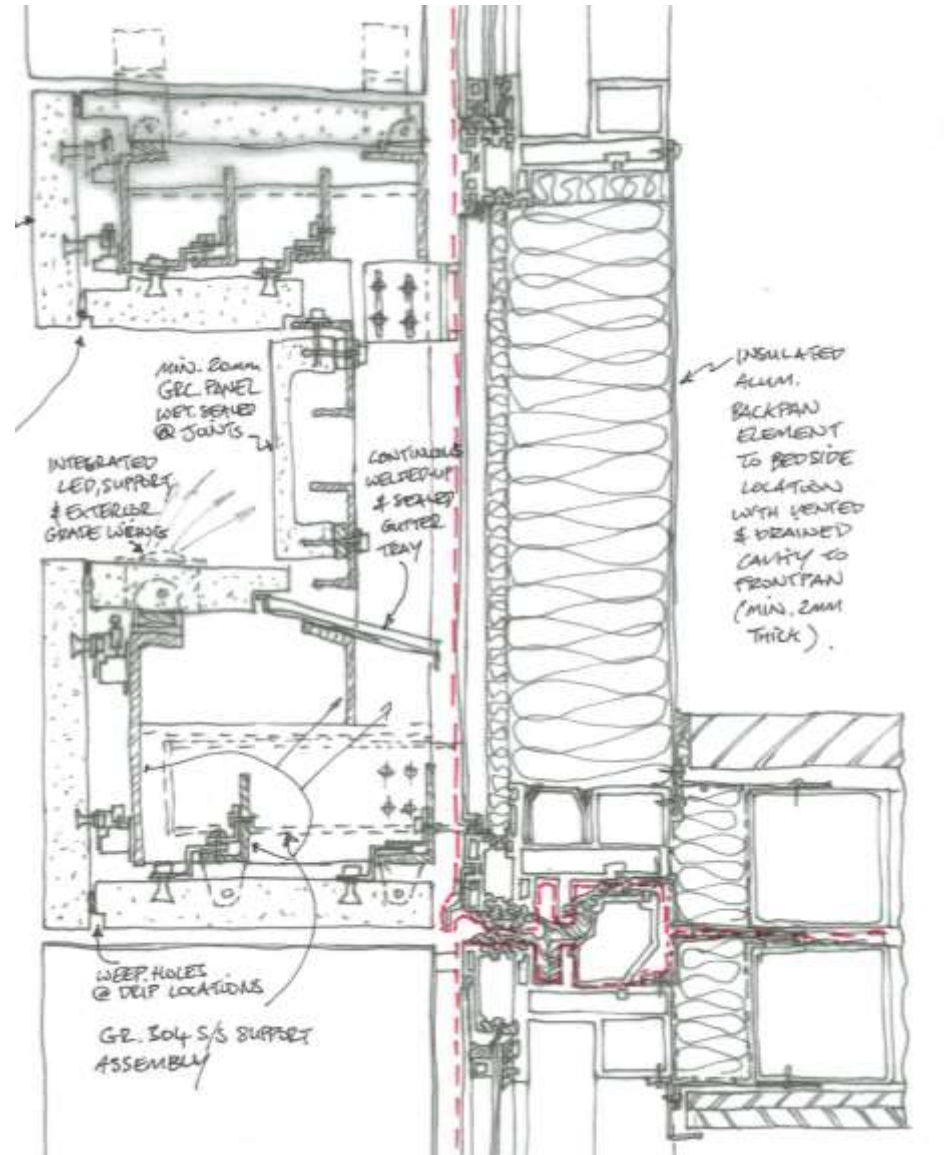 MIN. 20mm
GRC PANEL
WET SEALED
@ JOINTS
INTEGRATED
LED, SUPPORT
& EXTERIOR
GRADE WIRING
CONTINUOUS
WELDED UP
& SEALED
GUTTER
TRAY
INSULATED
ALUM.
BACKPAN
ELEMENT
TO BEDSIDE
LOCATION
WITH VENTED
& DRAINED
CAVITY TO
FRONTPAN
(MIN. 2MM
THICK).
WEEP HOLES
@ DRIP LOCATIONS
GR. 304 S/S SUPPORT
ASSEMBLY